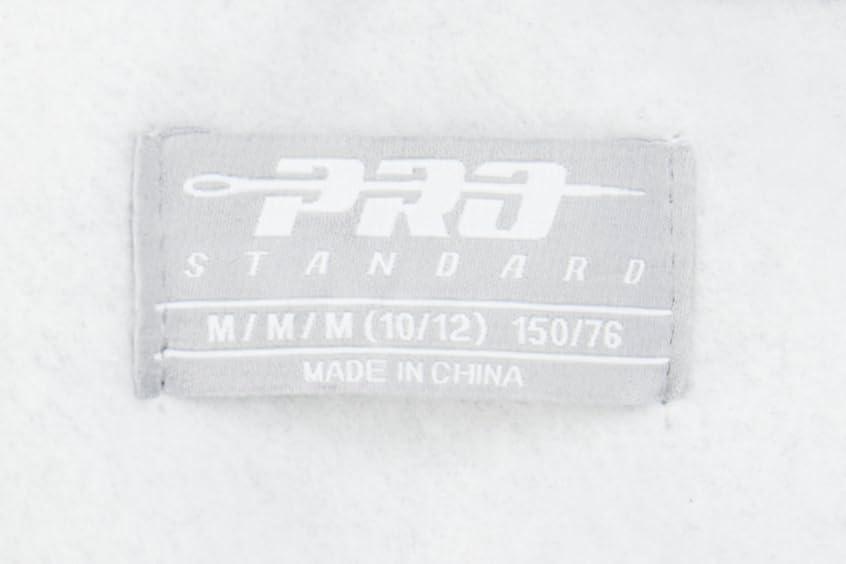 PRO
STANDARD
M/M/M (10/12) 150/76
MADE IN CHINA